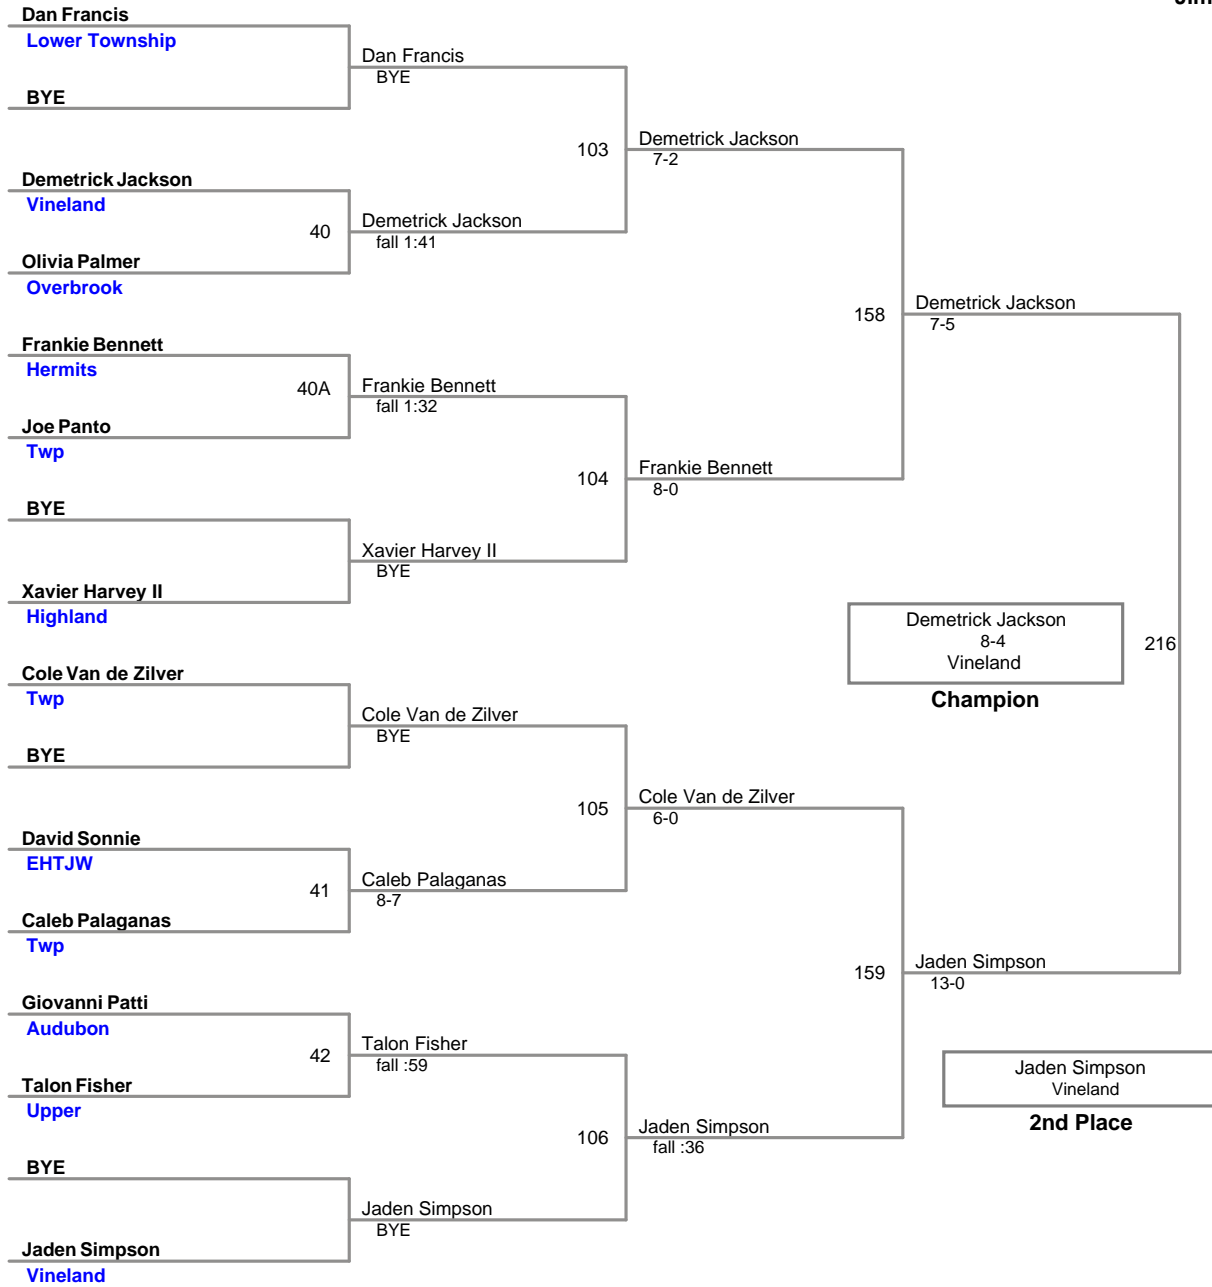 Dan Francis
Lower Township
BYE
Demetrick Jackson
Vineland
Olivia Palmer
Overbrook
Frankie Bennett
Hermits
Joe Panto
Twp
BYE
Xavier Harvey II
Highland
Cole Van de Zilver
Twp
BYE
David Sonnie
EHTJW
Caleb Palaganas
Twp
Giovanni Patti
Audubon
Talon Fisher
Upper
BYE
Jaden Simpson
Vineland
40
40A
41
42
Dan Francis
BYE
Demetrick Jackson
fall 1:41
Frankie Bennett
fall 1:32
Xavier Harvey II
BYE
Cole Van de Zilver
BYE
Caleb Palaganas
8-7
Talon Fisher
fall :59
Jaden Simpson
BYE
103
104
105
106
Demetrick Jackson
7-2
Frankie Bennett
8-0
Cole Van de Zilver
6-0
Jaden Simpson
fall :36
158
159
Demetrick Jackson
7-5
Jaden Simpson
13-0
216
Demetrick Jackson
8-4
Vineland
Champion
Jaden Simpson
Vineland
2nd Place